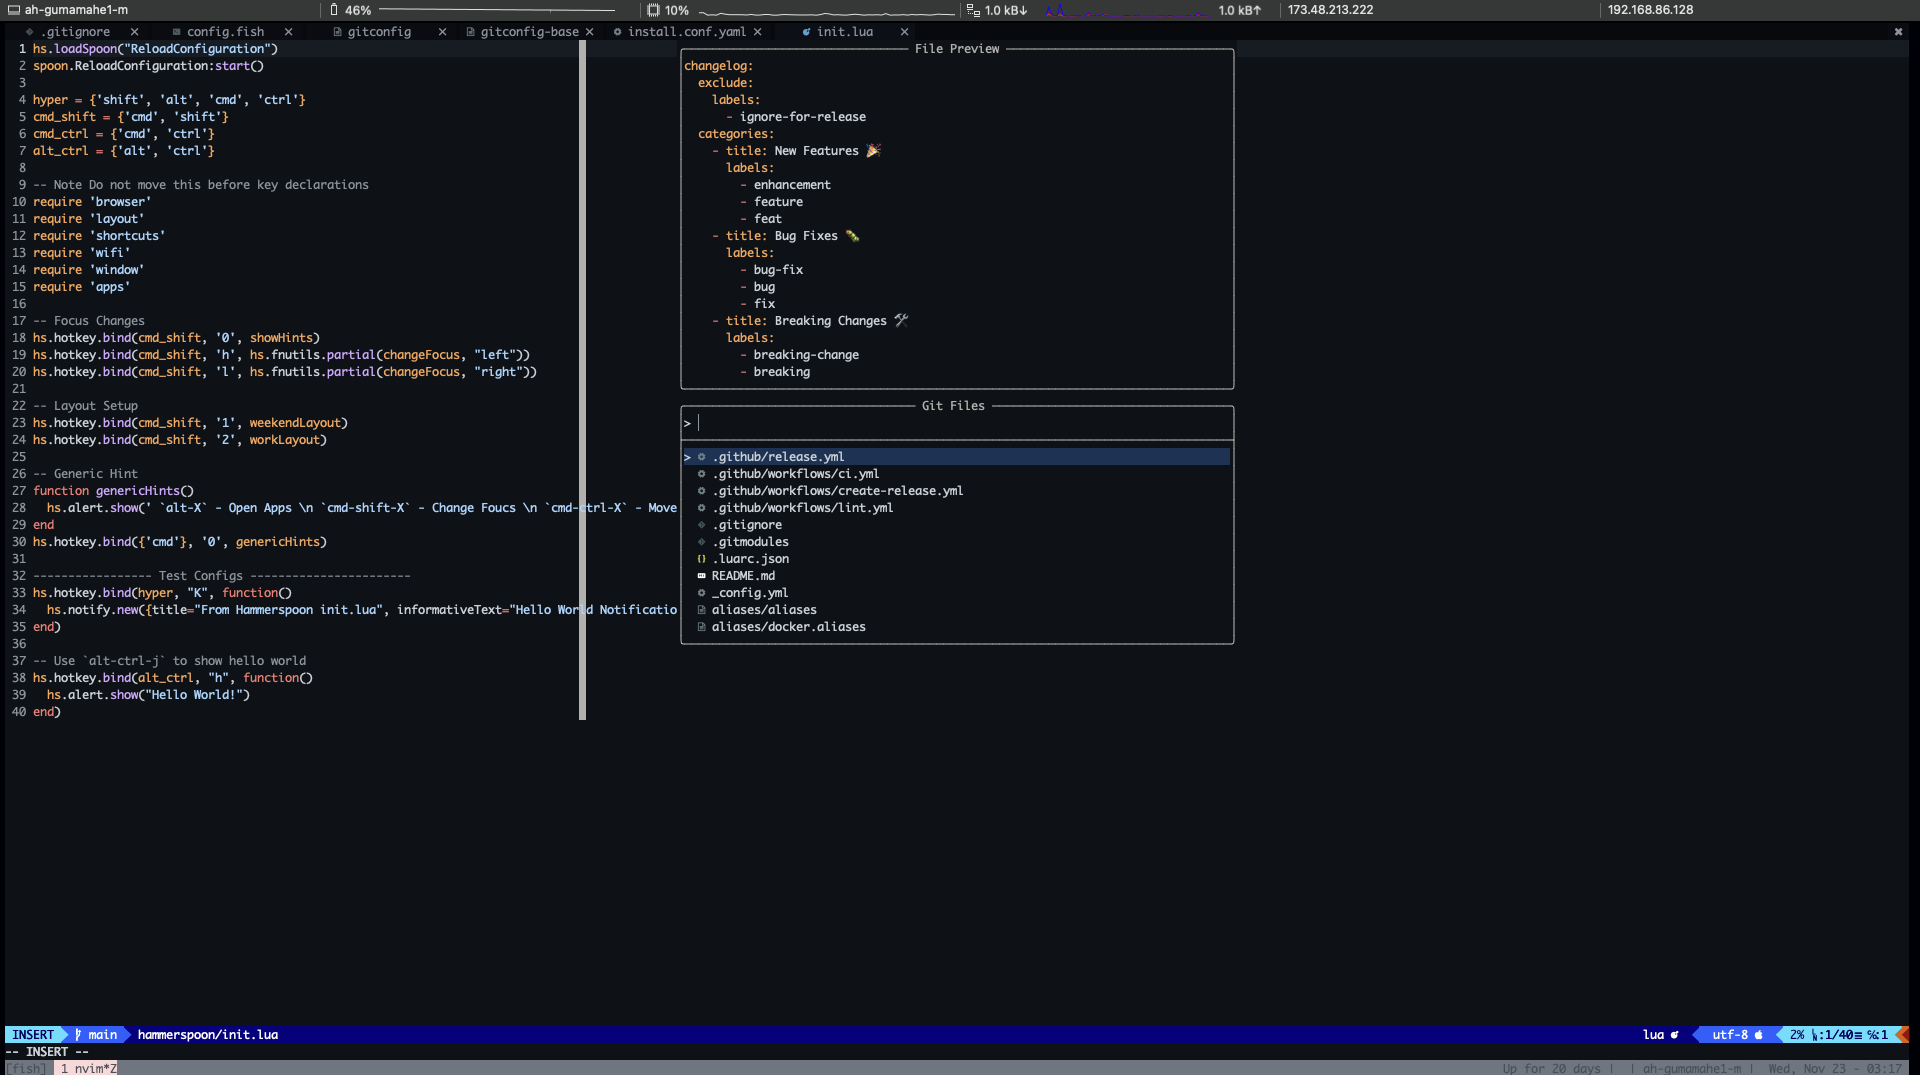 ah-gumamahe1-m 46% 10% 1.0 kB↓ 1.0 kB↑ 173.48.213.222 192.168.86.128
.gitignore ✕ config.fish ✕ gitconfig ✕ gitconfig-base ✕ install.conf.yaml ✕ init.lua ✕ ✖
1 hs.loadSpoon("ReloadConfiguration")
2 spoon.ReloadConfiguration:start()
3
4 hyper = {'shift', 'alt', 'cmd', 'ctrl'}
5 cmd_shift = {'cmd', 'shift'}
6 cmd_ctrl = {'cmd', 'ctrl'}
7 alt_ctrl = {'alt', 'ctrl'}
8
9 -- Note Do not move this before key declarations
10 require 'browser'
11 require 'layout'
12 require 'shortcuts'
13 require 'wifi'
14 require 'window'
15 require 'apps'
16
17 -- Focus Changes
18 hs.hotkey.bind(cmd_shift, '0', showHints)
19 hs.hotkey.bind(cmd_shift, 'h', hs.fnutils.partial(changeFocus, "left"))
20 hs.hotkey.bind(cmd_shift, 'l', hs.fnutils.partial(changeFocus, "right"))
21
22 -- Layout Setup
23 hs.hotkey.bind(cmd_shift, '1', weekendLayout)
24 hs.hotkey.bind(cmd_shift, '2', workLayout)
25
26 -- Generic Hint
27 function genericHints()
28   hs.alert.show(' `alt-X` - Open Apps \n `cmd-shift-X` - Change Foucs \n `cmd-ctrl-X` - Move
29 end
30 hs.hotkey.bind({'cmd'}, '0', genericHints)
31
32 ----------------- Test Configs -----------------------
33 hs.hotkey.bind(hyper, "K", function()
34   hs.notify.new({title="From Hammerspoon init.lua", informativeText="Hello World Notificatio
35 end)
36
37 -- Use `alt-ctrl-j` to show hello world
38 hs.hotkey.bind(alt_ctrl, "h", function()
39   hs.alert.show("Hello World!")
40 end)
File Preview
changelog:
  exclude:
    labels:
      - ignore-for-release
  categories:
    - title: New Features 🎉
      labels:
        - enhancement
        - feature
        - feat
    - title: Bug Fixes 🐛
      labels:
        - bug-fix
        - bug
        - fix
    - title: Breaking Changes 🛠
      labels:
        - breaking-change
        - breaking
Git Files
>
> .github/release.yml
.github/workflows/ci.yml
.github/workflows/create-release.yml
.github/workflows/lint.yml
.gitignore
.gitmodules
{} .luarc.json
README.md
_config.yml
aliases/aliases
aliases/docker.aliases
INSERT main hammerspoon/init.lua lua utf-8 2% :1/40≡ ℅:1
-- INSERT --
[fish] 1 nvim*Z Up for 20 days | | ah-gumamahe1-m | Wed, Nov 23 - 03:17